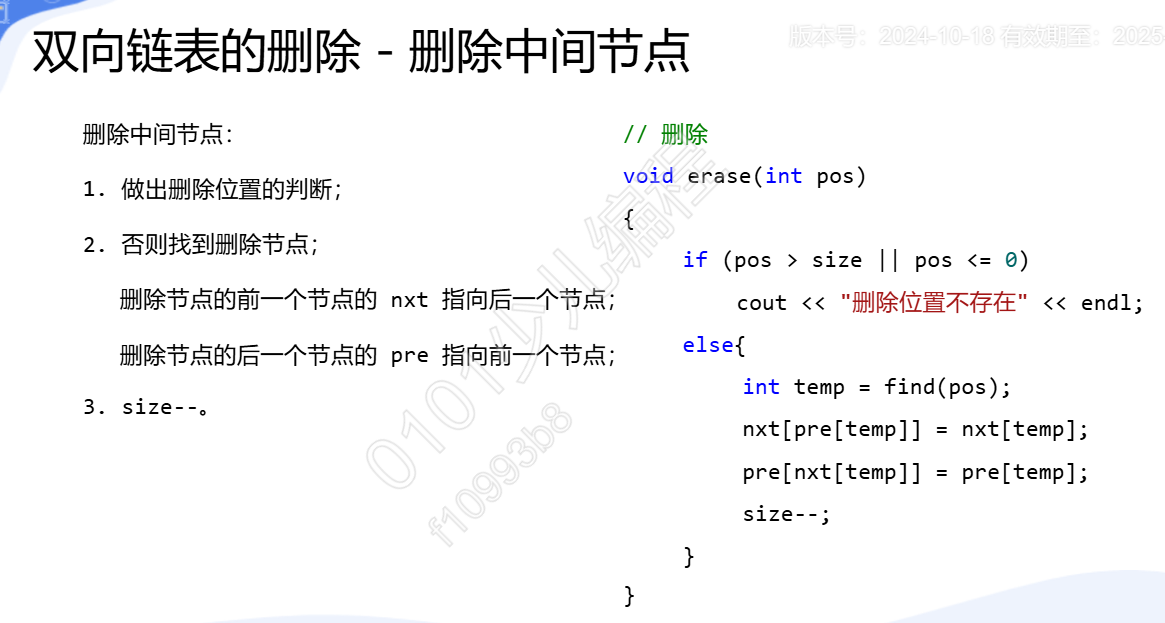 双向链表的删除 - 删除中间节点
版本号：2024-10-18 有效期至：2025
删除中间节点：
1. 做出删除位置的判断；
2. 否则找到删除节点；
删除节点的前一个节点的 nxt 指向后一个节点；
删除节点的后一个节点的 pre 指向前一个节点；
3. size--。
// 删除
void erase(int pos)
{
if (pos > size || pos <= 0)
cout << "删除位置不存在" << endl;
else{
int temp = find(pos);
nxt[pre[temp]] = nxt[temp];
pre[nxt[temp]] = pre[temp];
size--;
}
}
0101少儿编程
f10993b8